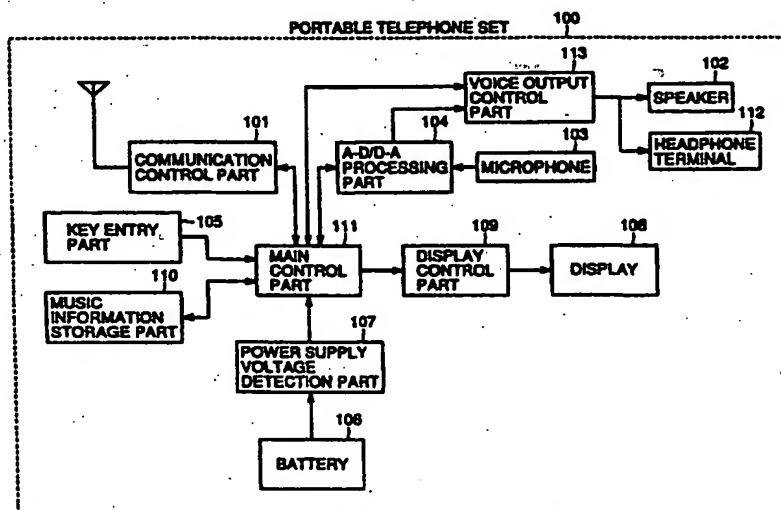 PORTABLE TELEPHONE SET
100
113
VOICE OUTPUT
CONTROL
PART
102
SPEAKER
112
HEADPHONE
TERMINAL
101
COMMUNICATION
CONTROL PART
104
A-D/D-A
PROCESSING
PART
103
MICROPHONE
105
KEY ENTRY
PART
111
MAIN
CONTROL
PART
109
DISPLAY
CONTROL
PART
108
DISPLAY
110
MUSIC
INFORMATION
STORAGE PART
107
POWER SUPPLY
VOLTAGE
DETECTION PART
106
BATTERY